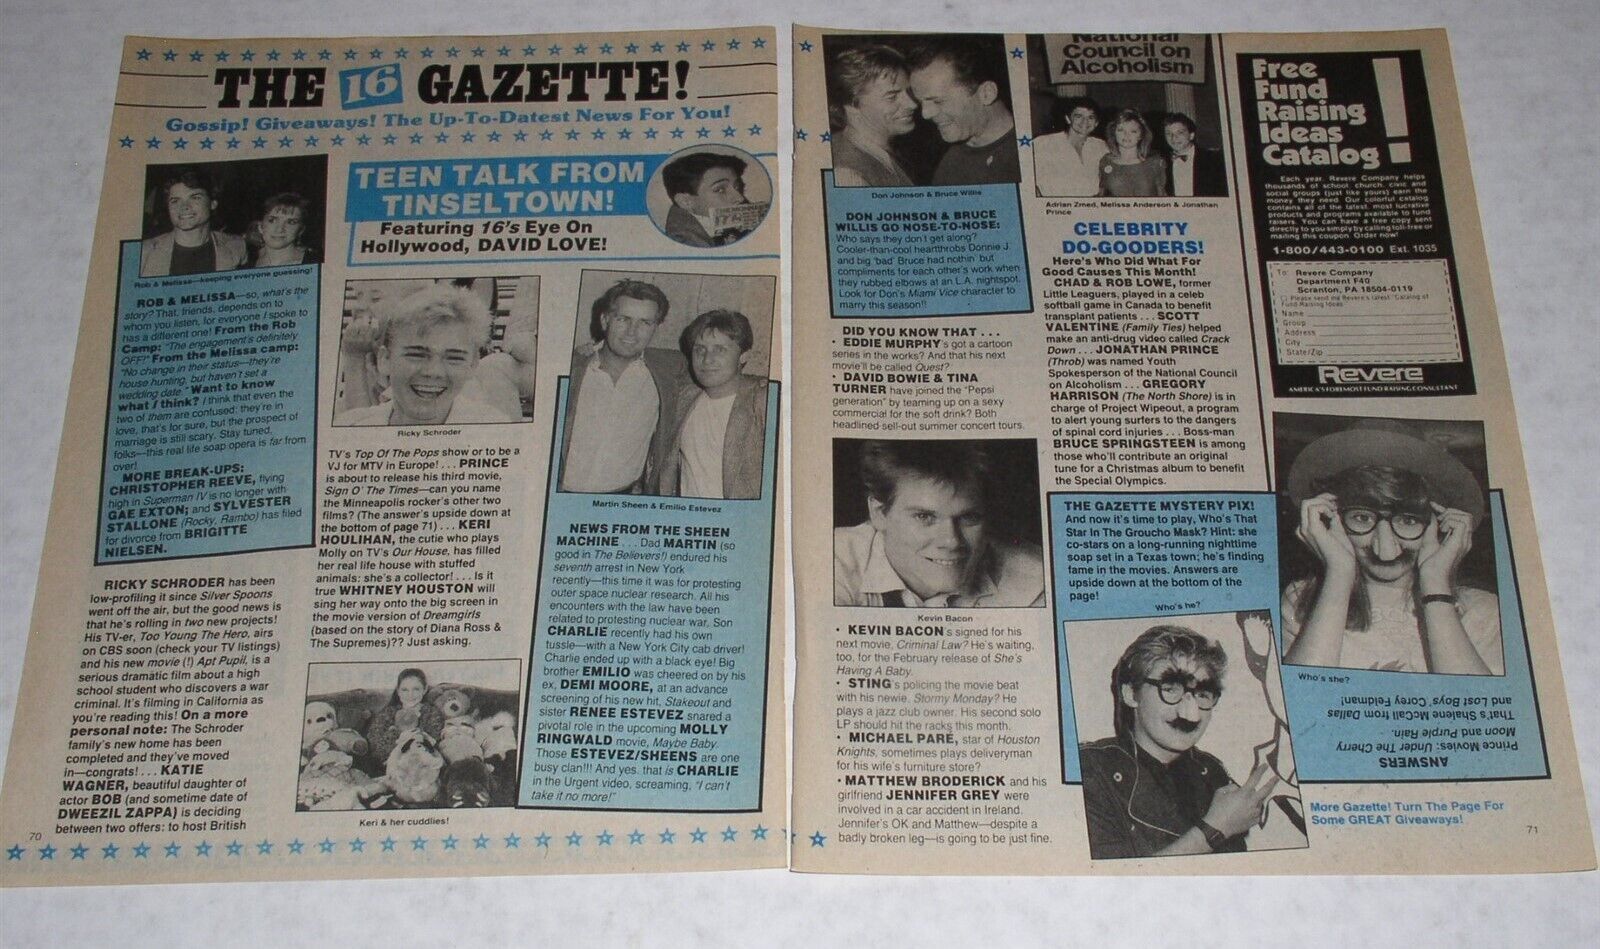 THE 16 GAZETTE!
Gossip! Giveaways! The Up-To-Datest News For You!
Rob & Melissa—keeping everyone guessing!
ROB & MELISSA—so, what's the
story? That, friends, depends on to
whom you listen, for everyone I spoke to
has a different one! From the Rob
Camp: "The engagement's definitely
OFF!" From the Melissa camp:
"No change in their status—they're
house hunting, but haven't set a
wedding date." Want to know
what I think? I think that even the
two of them are confused: they're in
love, that's for sure, but the prospect of
marriage is still scary. Stay tuned,
folks—this real life soap opera is far from
over!
MORE BREAK-UPS:
CHRISTOPHER REEVE, flying
high in Superman IV is no longer with
GAE EXTON; and SYLVESTER
STALLONE (Rocky, Rambo) has filed
for divorce from BRIGITTE
NIELSEN.
RICKY SCHRODER has been
low-profiling it since Silver Spoons
went off the air, but the good news is
that he's rolling in two new projects!
His TV-er, Too Young The Hero, airs
on CBS soon (check your TV listings)
and his new movie (!) Apt Pupil, is a
serious dramatic film about a high
school student who discovers a war
criminal. It's filming in California as
you're reading this! On a more
personal note: The Schroder
family's new home has been
completed and they've moved
in—congrats! . . . KATIE
WAGNER, beautiful daughter of
actor BOB (and sometime date of
DWEEZIL ZAPPA) is deciding
between two offers: to host British
70
TEEN TALK FROM
TINSELTOWN!
Featuring 16's Eye On
Hollywood, DAVID LOVE!
Ricky Schroder
TV's Top Of The Pops show or to be a
VJ for MTV in Europe! . . . PRINCE
is about to release his third movie,
Sign O' The Times—can you name
the Minneapolis rocker's other two
films? (The answer's upside down at
the bottom of page 71) . . . KERI
HOULIHAN, the cutie who plays
Molly on TV's Our House, has filled
her real life house with stuffed
animals: she's a collector! . . . Is it
true WHITNEY HOUSTON will
sing her way onto the big screen in
the movie version of Dreamgirls
(based on the story of Diana Ross &
The Supremes)?? Just asking.
Keri & her cuddlies!
Martin Sheen & Emilio Estevez
NEWS FROM THE SHEEN
MACHINE . . . Dad MARTIN (so
good in The Believers!) endured his
seventh arrest in New York
recently—this time it was for protesting
outer space nuclear research. All his
encounters with the law have been
related to protesting nuclear war. Son
CHARLIE recently had his own
tussle—with a New York City cab driver!
Charlie ended up with a black eye! Big
brother EMILIO was cheered on by his
ex, DEMI MOORE, at an advance
screening of his new hit, Stakeout and
sister RENEE ESTEVEZ snared a
pivotal role in the upcoming MOLLY
RINGWALD movie, Maybe Baby.
Those ESTEVEZ/SHEENS are one
busy clan!!! And yes, that is CHARLIE
in the Urgent video, screaming, "I can't
take it no more!"
Don Johnson & Bruce Willis
DON JOHNSON & BRUCE
WILLIS GO NOSE-TO-NOSE:
Who says they don't get along?
Cooler-than-cool heartthrobs Donnie J.
and big 'bad' Bruce had nothin' but
compliments for each other's work when
they rubbed elbows at an L.A. nightspot.
Look for Don's Miami Vice character to
marry this season!!
DID YOU KNOW THAT . . .
• EDDIE MURPHY's got a cartoon
series in the works? And that his next
movie'll be called Quest?
• DAVID BOWIE & TINA
TURNER have joined the "Pepsi
generation" by teaming up on a sexy
commercial for the soft drink? Both
headlined sell-out summer concert tours.
Kevin Bacon
• KEVIN BACON's signed for his
next movie, Criminal Law? He's waiting,
too, for the February release of She's
Having A Baby.
• STING's policing the movie beat
with his newie, Stormy Monday? He
plays a jazz club owner. His second solo
LP should hit the racks this month.
• MICHAEL PARÉ, star of Houston
Knights, sometimes plays deliveryman
for his wife's furniture store?
• MATTHEW BRODERICK and his
girlfriend JENNIFER GREY were
involved in a car accident in Ireland.
Jennifer's OK and Matthew—despite a
badly broken leg—is going to be just fine.
National
Council on
Alcoholism
Adrian Zmed, Melissa Anderson & Jonathan
Prince
CELEBRITY
DO-GOODERS!
Here's Who Did What For
Good Causes This Month!
CHAD & ROB LOWE, former
Little Leaguers, played in a celeb
softball game in Canada to benefit
transplant patients . . . SCOTT
VALENTINE (Family Ties) helped
make an anti-drug video called Crack
Down . . . JONATHAN PRINCE
(Throb) was named Youth
Spokesperson of the National Council
on Alcoholism . . . GREGORY
HARRISON (The North Shore) is in
charge of Project Wipeout, a program
to alert young surfers to the dangers
of spinal cord injuries . . . Boss-man
BRUCE SPRINGSTEEN is among
those who'll contribute an original
tune for a Christmas album to benefit
the Special Olympics.
THE GAZETTE MYSTERY PIX!
And now it's time to play, Who's That
Star In The Groucho Mask? Hint: she
co-stars on a long-running nighttime
soap set in a Texas town; he's finding
fame in the movies. Answers are
upside down at the bottom of the
page!
Who's he?
Free
Fund
Raising
Ideas
Catalog!
Each year, Revere Company helps
thousands of school church, civic and
social groups (just like yours) earn the
money they need. Our colorful catalog
contains all of the latest, most lucrative
products and programs available to fund
raisers. You can have a free copy sent
directly to you simply by calling toll-free or
mailing this coupon. Order now!
1-800/443-0100 Ext. 1035
To: Revere Company
Department F40
Scranton, PA 18504-0119
Please send me Revere's latest Catalog of
Fund Raising Ideas
Name
Group
Address
City
State/Zip
Revere
AMERICA'S FOREMOST FUND RAISING CONSULTANT
Who's she?
ANSWERS
Prince Movies: Under The Cherry
Moon and Purple Rain.
That's Shalene McCall from Dallas
and Lost Boys' Corey Feldman!
More Gazette! Turn The Page For
Some GREAT Giveaways!
71